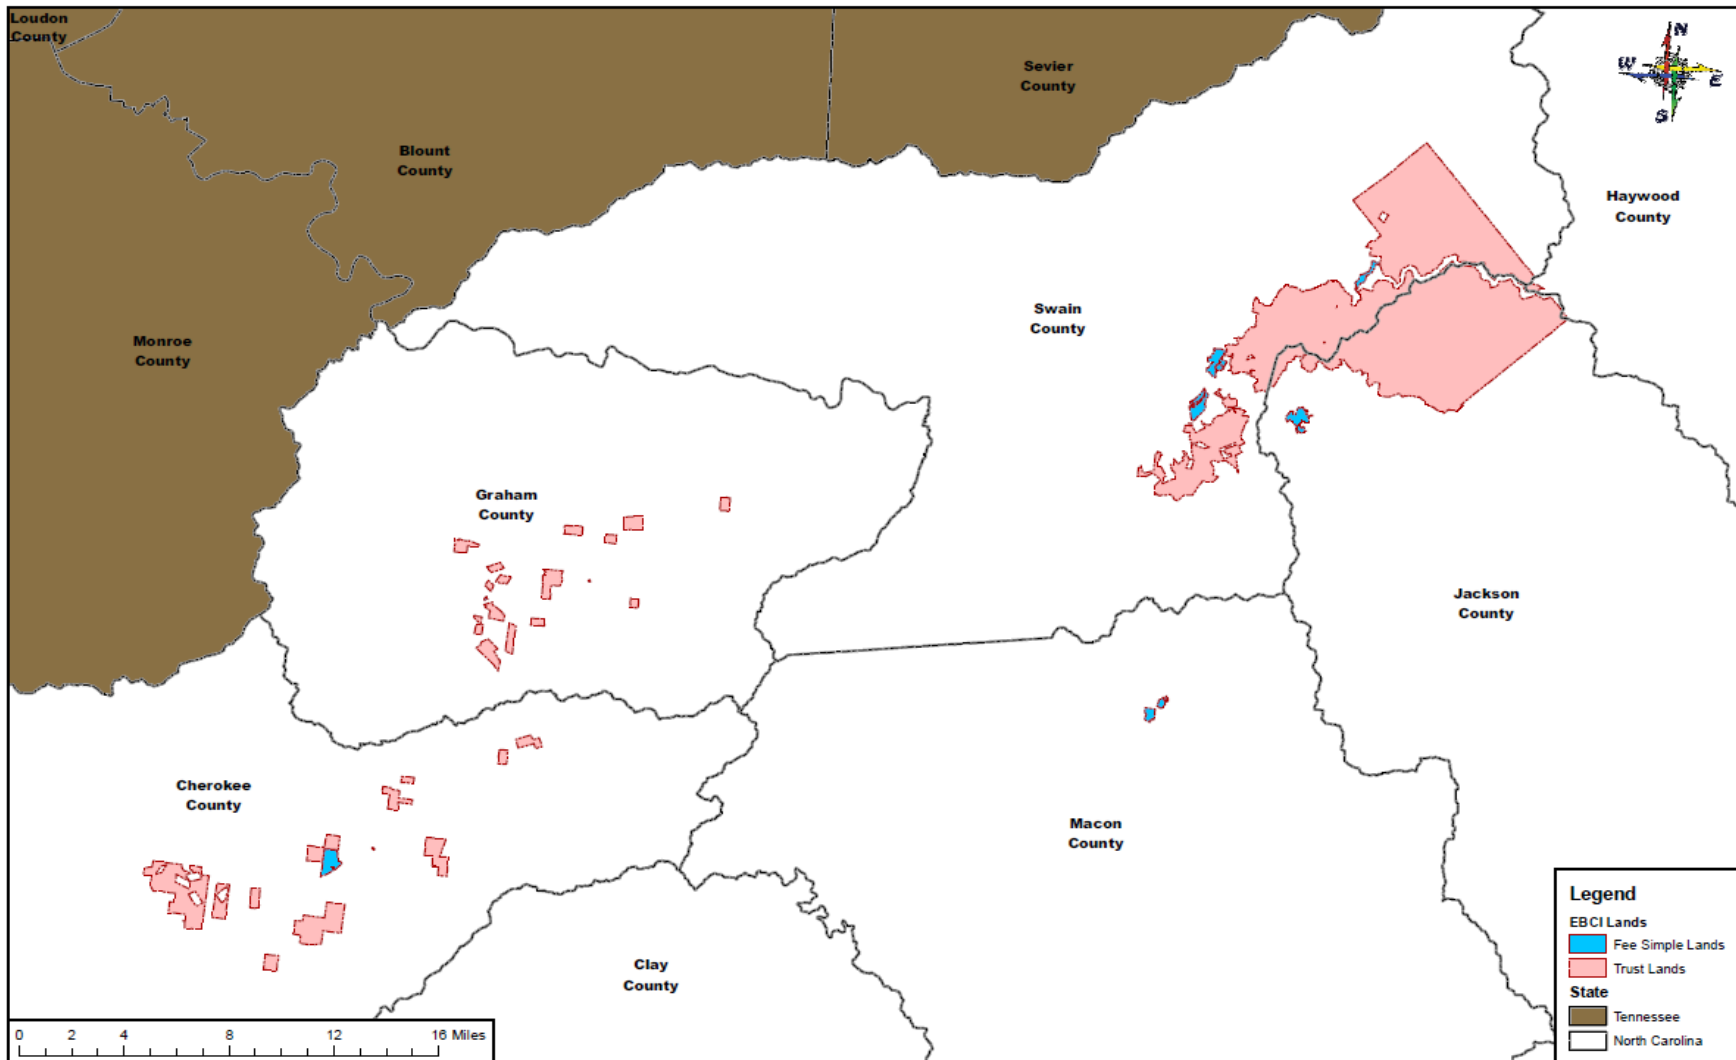 Loudon
County
Sevier
County
N
W
E
S
Blount
County
Haywood
County
Swain
County
Monroe
County
Graham
County
Jackson
County
Cherokee
County
Macon
County
Clay
County
Legend
EBCI Lands
Fee Simple Lands
Trust Lands
State
Tennessee
North Carolina
0 2 4 8 12 16 Miles